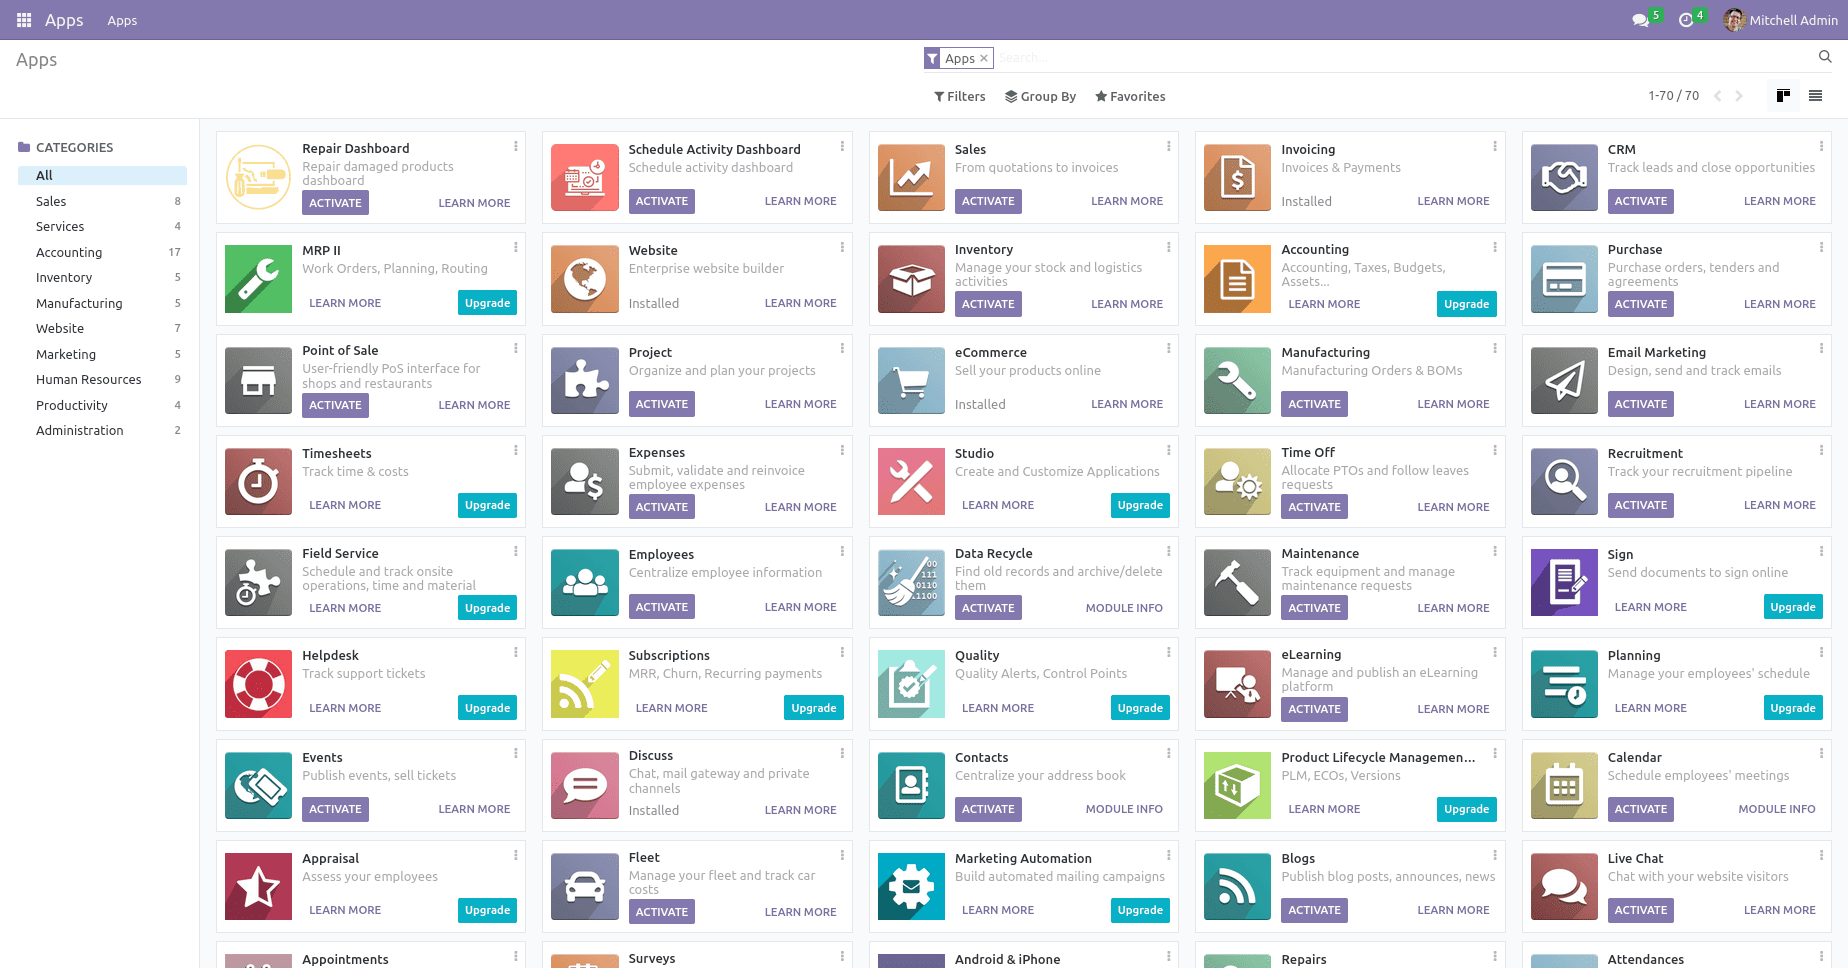 Apps Apps 5 4 Mitchell Admin
Apps
Apps × Search...
Filters Group By Favorites 1-70 / 70
CATEGORIES
All
Sales 8
Services 4
Accounting 17
Inventory 5
Manufacturing 5
Website 7
Marketing 5
Human Resources 9
Productivity 4
Administration 2
Repair Dashboard
Repair damaged products
dashboard
ACTIVATE LEARN MORE
Schedule Activity Dashboard
Schedule activity dashboard
ACTIVATE LEARN MORE
Sales
From quotations to invoices
ACTIVATE LEARN MORE
Invoicing
Invoices & Payments
Installed LEARN MORE
CRM
Track leads and close opportunities
ACTIVATE LEARN MORE
MRP II
Work Orders, Planning, Routing
LEARN MORE Upgrade
Website
Enterprise website builder
Installed LEARN MORE
Inventory
Manage your stock and logistics
activities
ACTIVATE LEARN MORE
Accounting
Accounting, Taxes, Budgets,
Assets...
LEARN MORE Upgrade
Purchase
Purchase orders, tenders and
agreements
ACTIVATE LEARN MORE
Point of Sale
User-friendly PoS interface for
shops and restaurants
ACTIVATE LEARN MORE
Project
Organize and plan your projects
ACTIVATE LEARN MORE
eCommerce
Sell your products online
Installed LEARN MORE
Manufacturing
Manufacturing Orders & BOMs
ACTIVATE LEARN MORE
Email Marketing
Design, send and track emails
ACTIVATE LEARN MORE
Timesheets
Track time & costs
LEARN MORE Upgrade
Expenses
Submit, validate and reinvoice
employee expenses
ACTIVATE LEARN MORE
Studio
Create and Customize Applications
LEARN MORE Upgrade
Time Off
Allocate PTOs and follow leaves
requests
ACTIVATE LEARN MORE
Recruitment
Track your recruitment pipeline
ACTIVATE LEARN MORE
Field Service
Schedule and track onsite
operations, time and material
LEARN MORE Upgrade
Employees
Centralize employee information
ACTIVATE LEARN MORE
00
111
0110
11100
Data Recycle
Find old records and archive/delete
them
ACTIVATE MODULE INFO
Maintenance
Track equipment and manage
maintenance requests
ACTIVATE LEARN MORE
Sign
Send documents to sign online
LEARN MORE Upgrade
Helpdesk
Track support tickets
LEARN MORE Upgrade
Subscriptions
MRR, Churn, Recurring payments
LEARN MORE Upgrade
Quality
Quality Alerts, Control Points
LEARN MORE Upgrade
eLearning
Manage and publish an eLearning
platform
ACTIVATE LEARN MORE
Planning
Manage your employees' schedule
LEARN MORE Upgrade
Events
Publish events, sell tickets
ACTIVATE LEARN MORE
Discuss
Chat, mail gateway and private
channels
Installed LEARN MORE
Contacts
Centralize your address book
ACTIVATE MODULE INFO
Product Lifecycle Managemen...
PLM, ECOs, Versions
LEARN MORE Upgrade
Calendar
Schedule employees' meetings
ACTIVATE MODULE INFO
Appraisal
Assess your employees
LEARN MORE Upgrade
Fleet
Manage your fleet and track car
costs
ACTIVATE LEARN MORE
Marketing Automation
Build automated mailing campaigns
LEARN MORE Upgrade
Blogs
Publish blog posts, announces, news
ACTIVATE LEARN MORE
Live Chat
Chat with your website visitors
ACTIVATE LEARN MORE
Appointments
Surveys
Android & iPhone
Repairs
Attendances